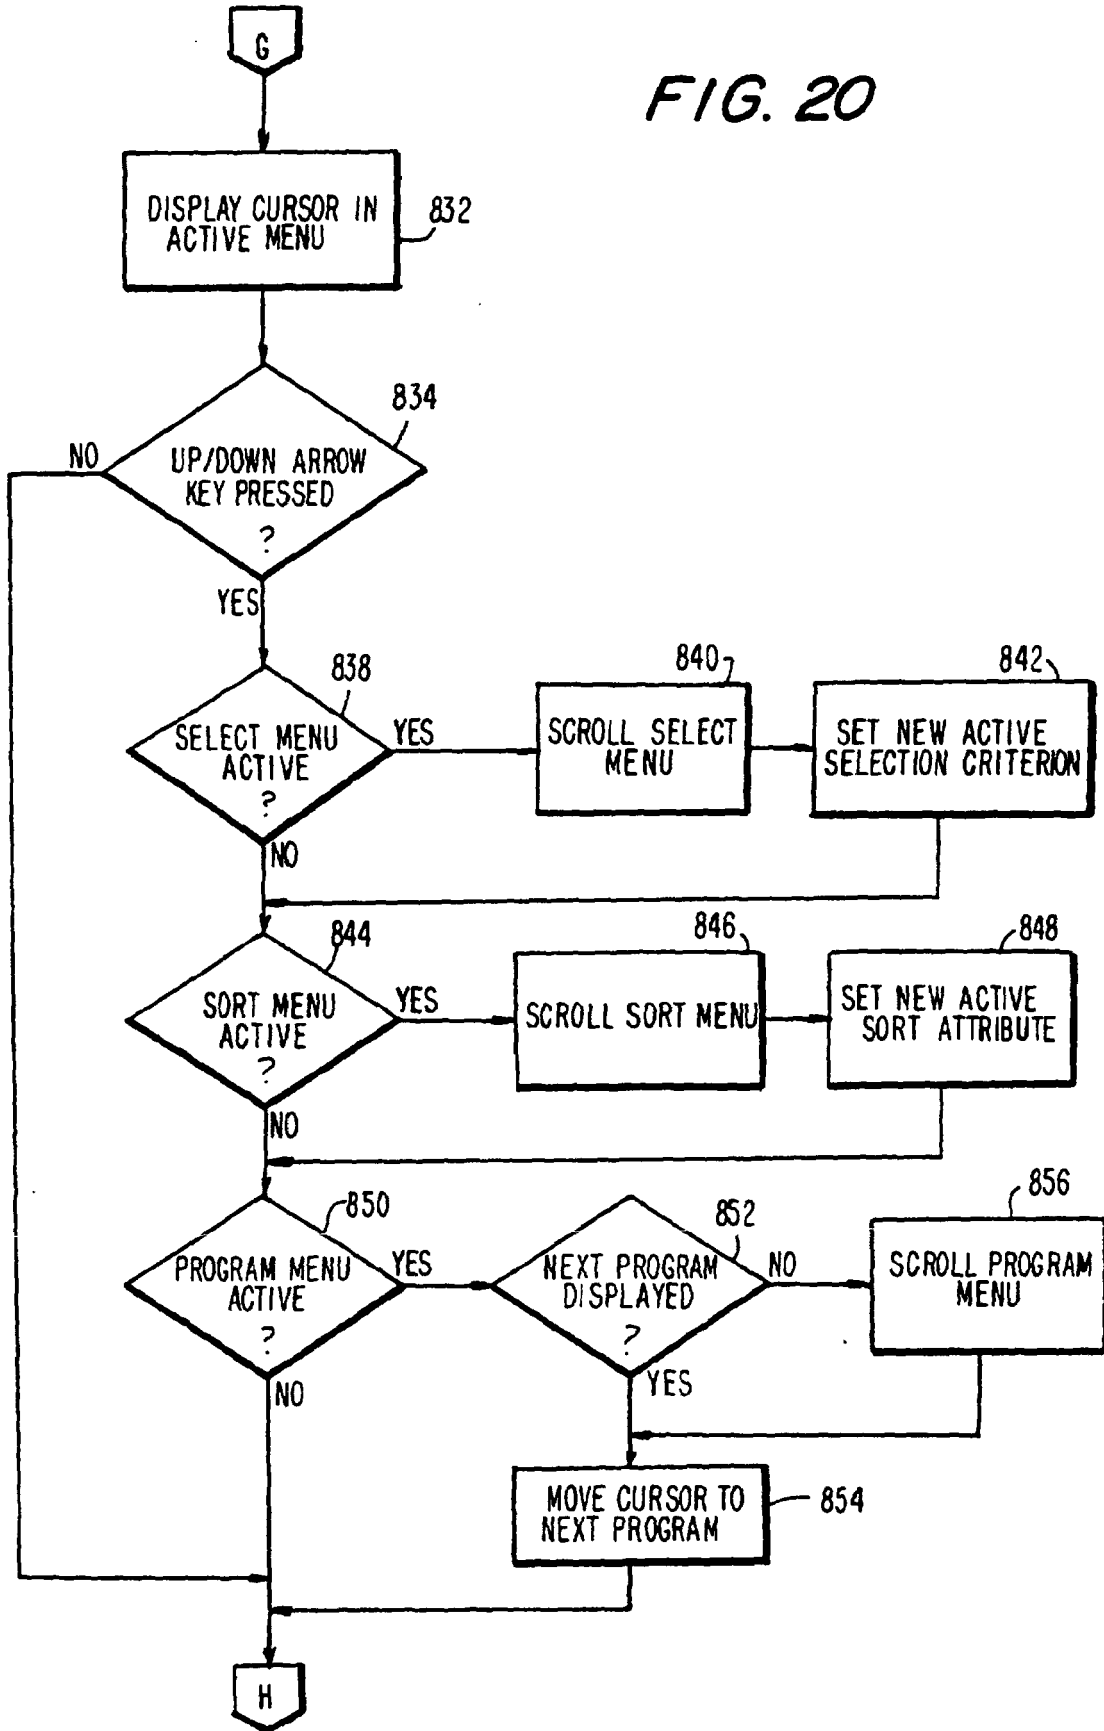 G
FIG. 20
DISPLAY CURSOR IN
ACTIVE MENU
832
834
NO
UP/DOWN ARROW
KEY PRESSED
?
YES
838
SELECT MENU
ACTIVE
?
YES
840
SCROLL SELECT
MENU
842
SET NEW ACTIVE
SELECTION CRITERION
NO
844
SORT MENU
ACTIVE
?
YES
846
SCROLL SORT MENU
848
SET NEW ACTIVE
SORT ATTRIBUTE
NO
850
PROGRAM MENU
ACTIVE
?
YES
852
NEXT PROGRAM
DISPLAYED
?
NO
856
SCROLL PROGRAM
MENU
NO
YES
MOVE CURSOR TO
NEXT PROGRAM
854
H